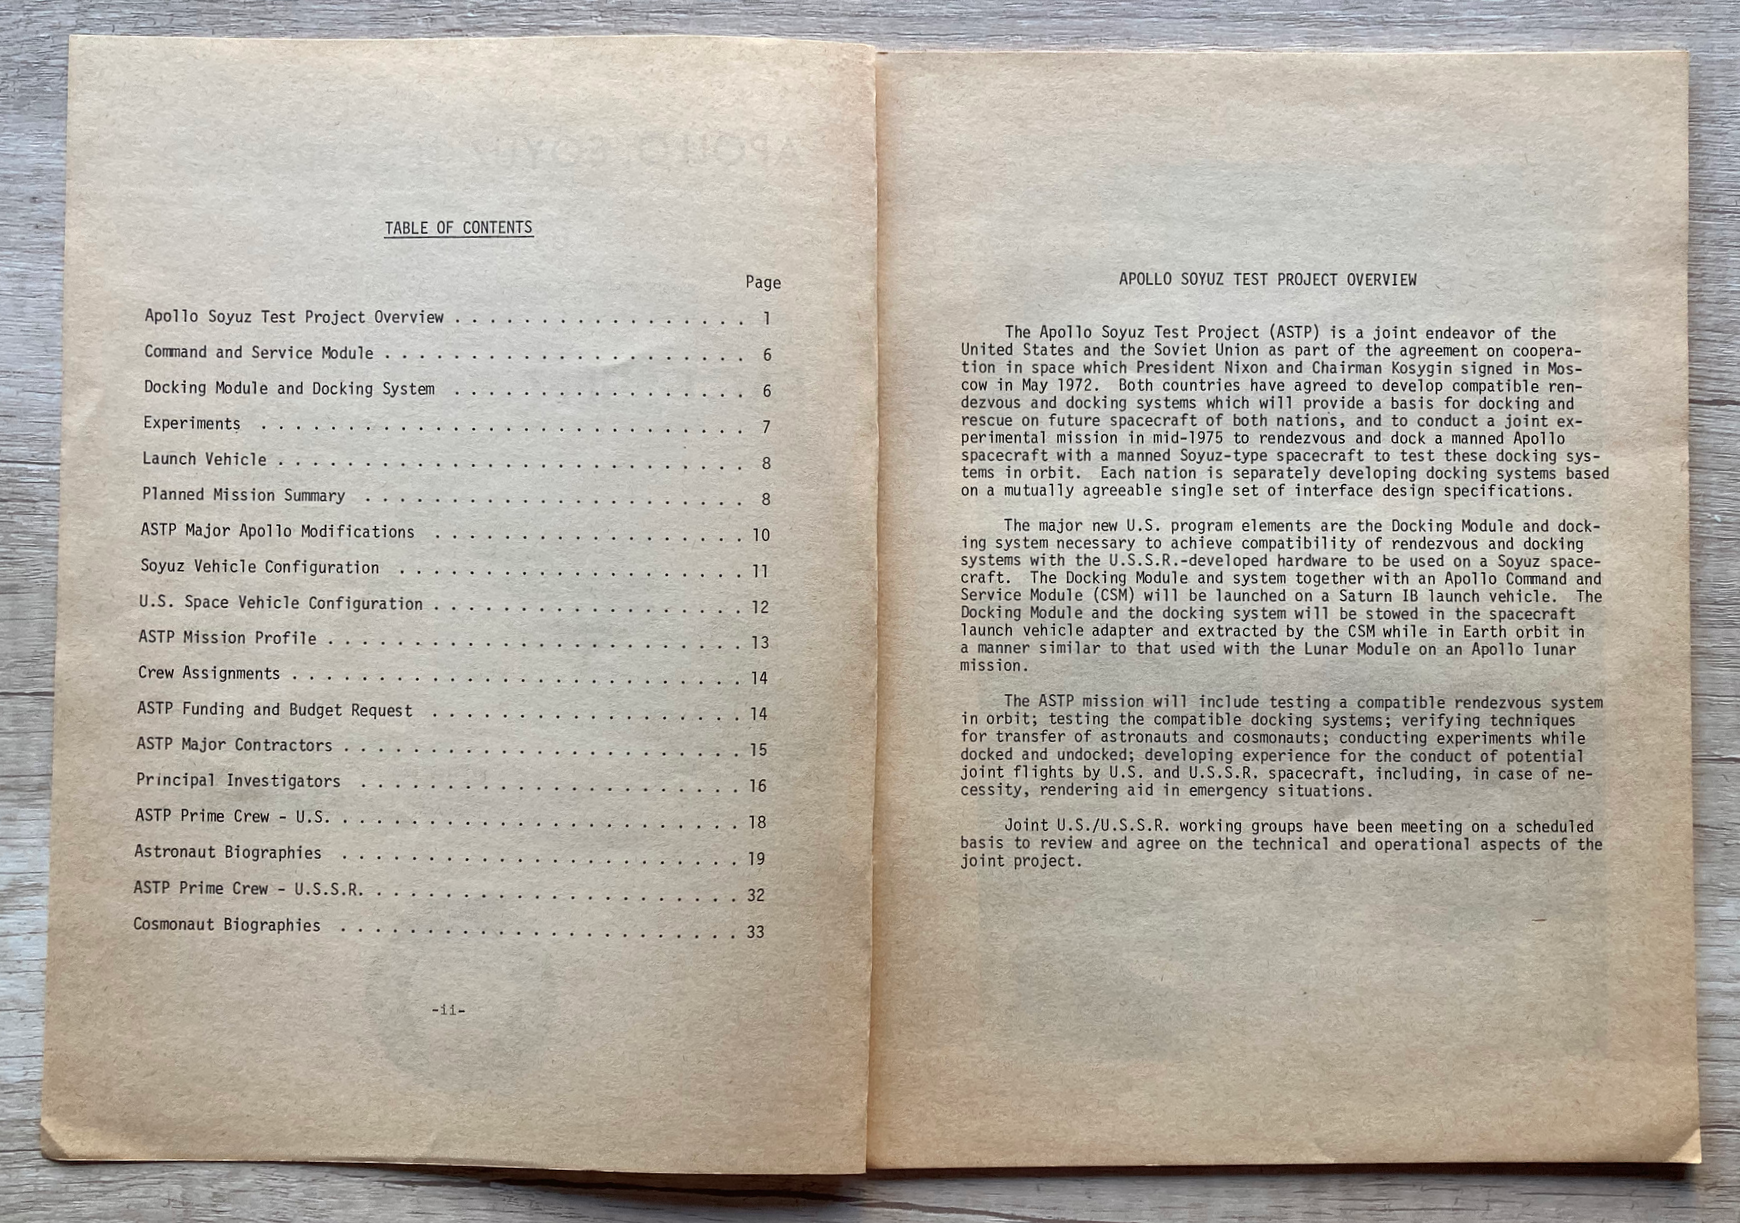 TABLE OF CONTENTS
Page
Apollo Soyuz Test Project Overview . . . . . . . . . . . . . . . . . 1
Command and Service Module . . . . . . . . . . . . . . . . . . . . . . . 6
Docking Module and Docking System . . . . . . . . . . . . . . . . . . . 6
Experiments . . . . . . . . . . . . . . . . . . . . . . . . . . . . . . 7
Launch Vehicle . . . . . . . . . . . . . . . . . . . . . . . . . . . . . 8
Planned Mission Summary . . . . . . . . . . . . . . . . . . . . . . . . 8
ASTP Major Apollo Modifications . . . . . . . . . . . . . . . . . . 10
Soyuz Vehicle Configuration . . . . . . . . . . . . . . . . . . . . 11
U.S. Space Vehicle Configuration . . . . . . . . . . . . . . . . . . 12
ASTP Mission Profile . . . . . . . . . . . . . . . . . . . . . . . . 13
Crew Assignments . . . . . . . . . . . . . . . . . . . . . . . . . . 14
ASTP Funding and Budget Request . . . . . . . . . . . . . . . . . . 14
ASTP Major Contractors . . . . . . . . . . . . . . . . . . . . . . . 15
Principal Investigators . . . . . . . . . . . . . . . . . . . . . . 16
ASTP Prime Crew - U.S. . . . . . . . . . . . . . . . . . . . . . . . 18
Astronaut Biographies . . . . . . . . . . . . . . . . . . . . . . . 19
ASTP Prime Crew - U.S.S.R. . . . . . . . . . . . . . . . . . . . . . 32
Cosmonaut Biographies . . . . . . . . . . . . . . . . . . . . . . . 33
-ii-
APOLLO SOYUZ TEST PROJECT OVERVIEW
The Apollo Soyuz Test Project (ASTP) is a joint endeavor of the
United States and the Soviet Union as part of the agreement on coopera-
tion in space which President Nixon and Chairman Kosygin signed in Mos-
cow in May 1972. Both countries have agreed to develop compatible ren-
dezvous and docking systems which will provide a basis for docking and
rescue on future spacecraft of both nations, and to conduct a joint ex-
perimental mission in mid-1975 to rendezvous and dock a manned Apollo
spacecraft with a manned Soyuz-type spacecraft to test these docking sys-
tems in orbit. Each nation is separately developing docking systems based
on a mutually agreeable single set of interface design specifications.
The major new U.S. program elements are the Docking Module and dock-
ing system necessary to achieve compatibility of rendezvous and docking
systems with the U.S.S.R.-developed hardware to be used on a Soyuz space-
craft. The Docking Module and system together with an Apollo Command and
Service Module (CSM) will be launched on a Saturn IB launch vehicle. The
Docking Module and the docking system will be stowed in the spacecraft
launch vehicle adapter and extracted by the CSM while in Earth orbit in
a manner similar to that used with the Lunar Module on an Apollo lunar
mission.
The ASTP mission will include testing a compatible rendezvous system
in orbit; testing the compatible docking systems; verifying techniques
for transfer of astronauts and cosmonauts; conducting experiments while
docked and undocked; developing experience for the conduct of potential
joint flights by U.S. and U.S.S.R. spacecraft, including, in case of ne-
cessity, rendering aid in emergency situations.
Joint U.S./U.S.S.R. working groups have been meeting on a scheduled
basis to review and agree on the technical and operational aspects of the
joint project.